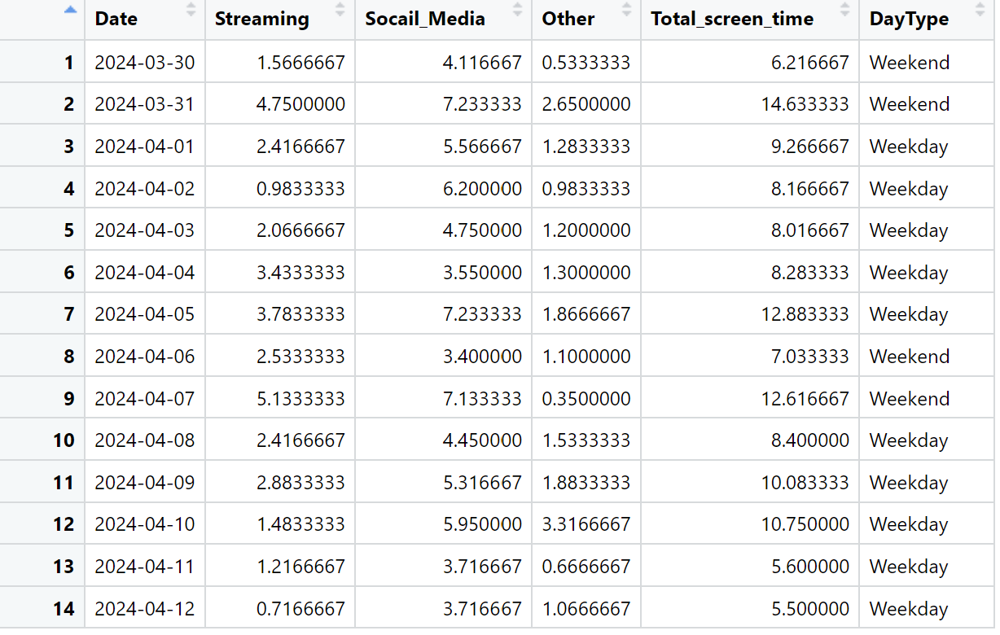 Date Streaming Socail_Media Other Total_screen_time DayType
1 2024-03-30 1.5666667 4.116667 0.5333333 6.216667 Weekend
2 2024-03-31 4.7500000 7.233333 2.6500000 14.633333 Weekend
3 2024-04-01 2.4166667 5.566667 1.2833333 9.266667 Weekday
4 2024-04-02 0.9833333 6.200000 0.9833333 8.166667 Weekday
5 2024-04-03 2.0666667 4.750000 1.2000000 8.016667 Weekday
6 2024-04-04 3.4333333 3.550000 1.3000000 8.283333 Weekday
7 2024-04-05 3.7833333 7.233333 1.8666667 12.883333 Weekday
8 2024-04-06 2.5333333 3.400000 1.1000000 7.033333 Weekend
9 2024-04-07 5.1333333 7.133333 0.3500000 12.616667 Weekend
10 2024-04-08 2.4166667 4.450000 1.5333333 8.400000 Weekday
11 2024-04-09 2.8833333 5.316667 1.8833333 10.083333 Weekday
12 2024-04-10 1.4833333 5.950000 3.3166667 10.750000 Weekday
13 2024-04-11 1.2166667 3.716667 0.6666667 5.600000 Weekday
14 2024-04-12 0.7166667 3.716667 1.0666667 5.500000 Weekday